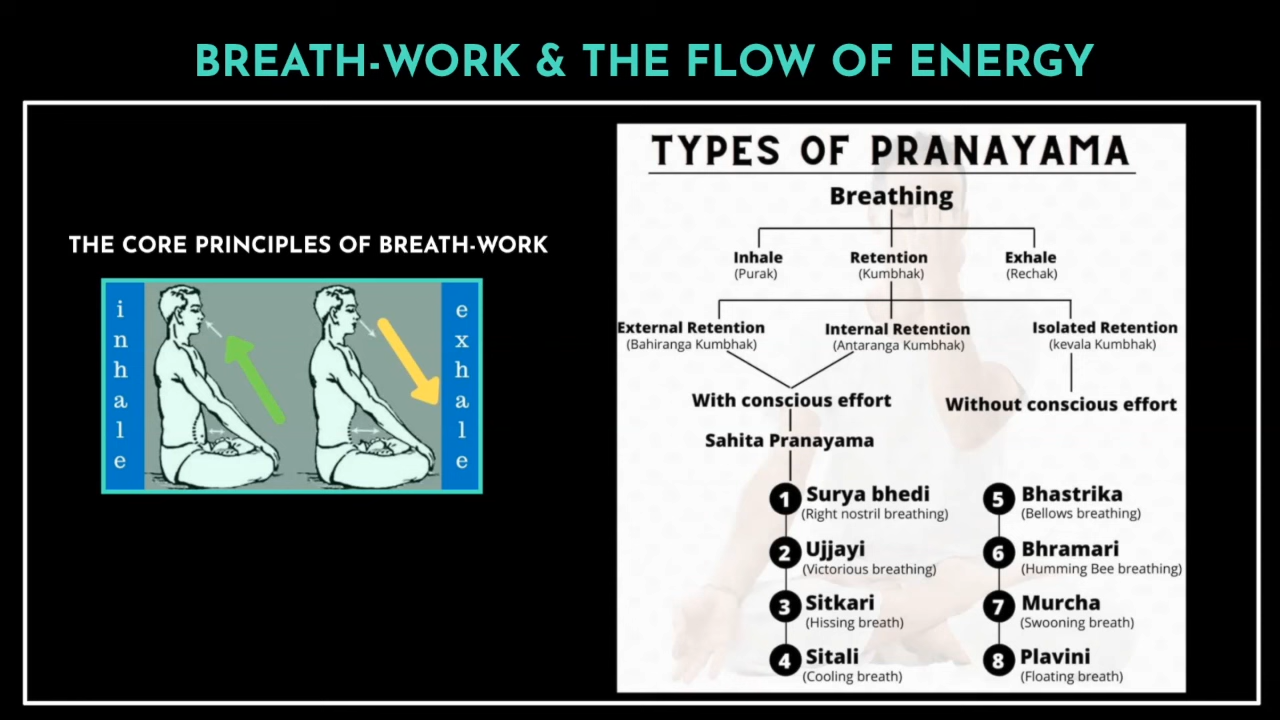 BREATH-WORK & THE FLOW OF ENERGY
THE CORE PRINCIPLES OF BREATH-WORK
inhale
exhale
TYPES OF PRANAYAMA
Breathing
Inhale
(Purak)
Retention
(Kumbhak)
Exhale
(Rechak)
External Retention
(Bahiranga Kumbhak)
Internal Retention
(Antaranga Kumbhak)
Isolated Retention
(kevala Kumbhak)
With conscious effort
Without conscious effort
Sahita Pranayama
1 Surya bhedi
(Right nostril breathing)
2 Ujjayi
(Victorious breathing)
3 Sitkari
(Hissing breath)
4 Sitali
(Cooling breath)
5 Bhastrika
(Bellows breathing)
6 Bhramari
(Humming Bee breathing)
7 Murcha
(Swooning breath)
8 Plavini
(Floating breath)